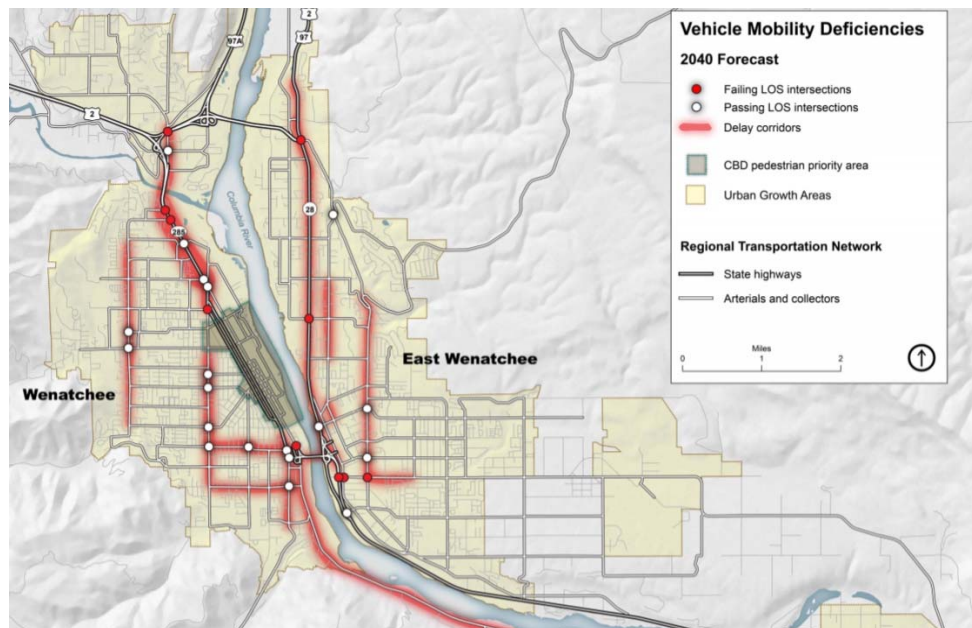 2
97
97A
2
Columbia River
28
285
East Wenatchee
Wenatchee
Vehicle Mobility Deficiencies
2040 Forecast
Failing LOS intersections
Passing LOS intersections
Delay corridors
CBD pedestrian priority area
Urban Growth Areas
Regional Transportation Network
State highways
Arterials and collectors
Miles
0 1 2